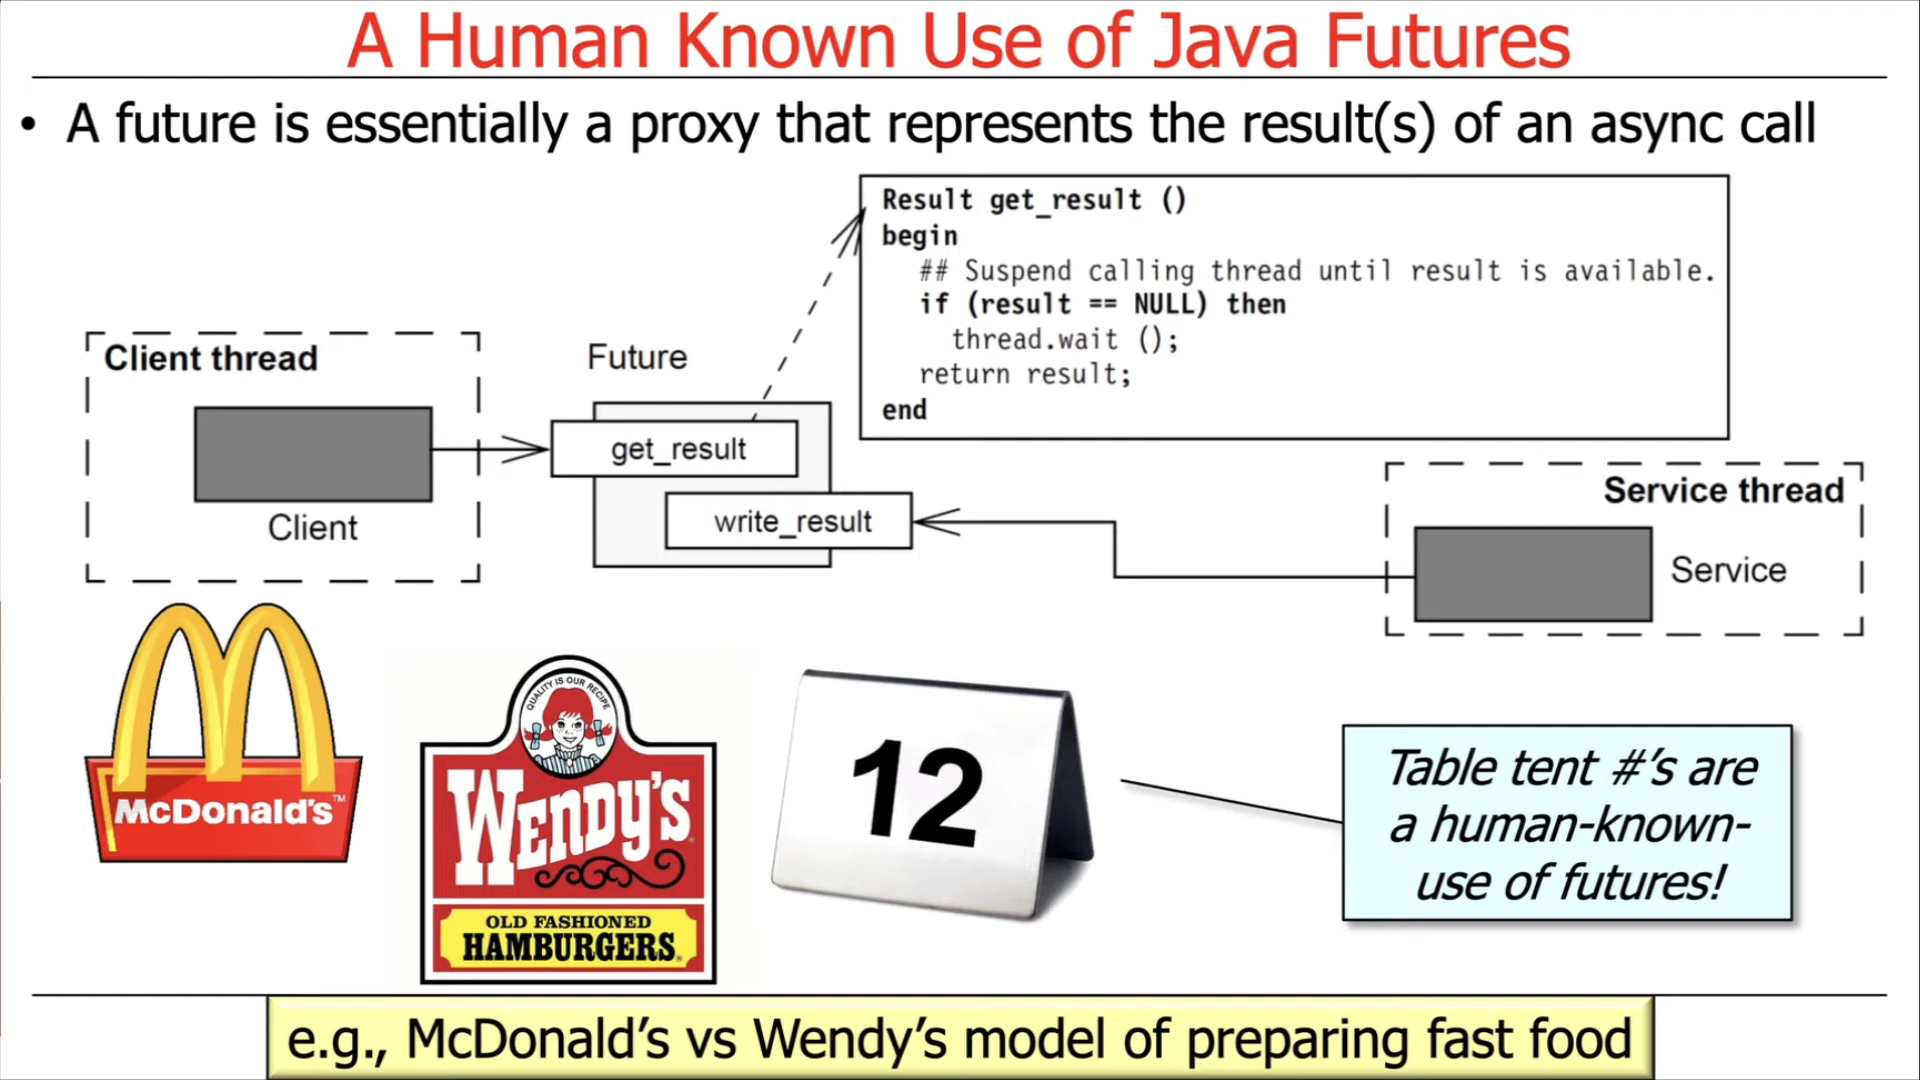 A Human Known Use of Java Futures
• A future is essentially a proxy that represents the result(s) of an async call
Result get_result ()
begin
## Suspend calling thread until result is available.
if (result == NULL) then
thread.wait ();
return result;
end
Client thread
Client
Future
get_result
write_result
Service thread
Service
McDonald's™
QUALITY IS OUR RECIPE
Wendy's
OLD FASHIONED
HAMBURGERS
12
Table tent #'s are
a human-known-
use of futures!
e.g., McDonald's vs Wendy's model of preparing fast food